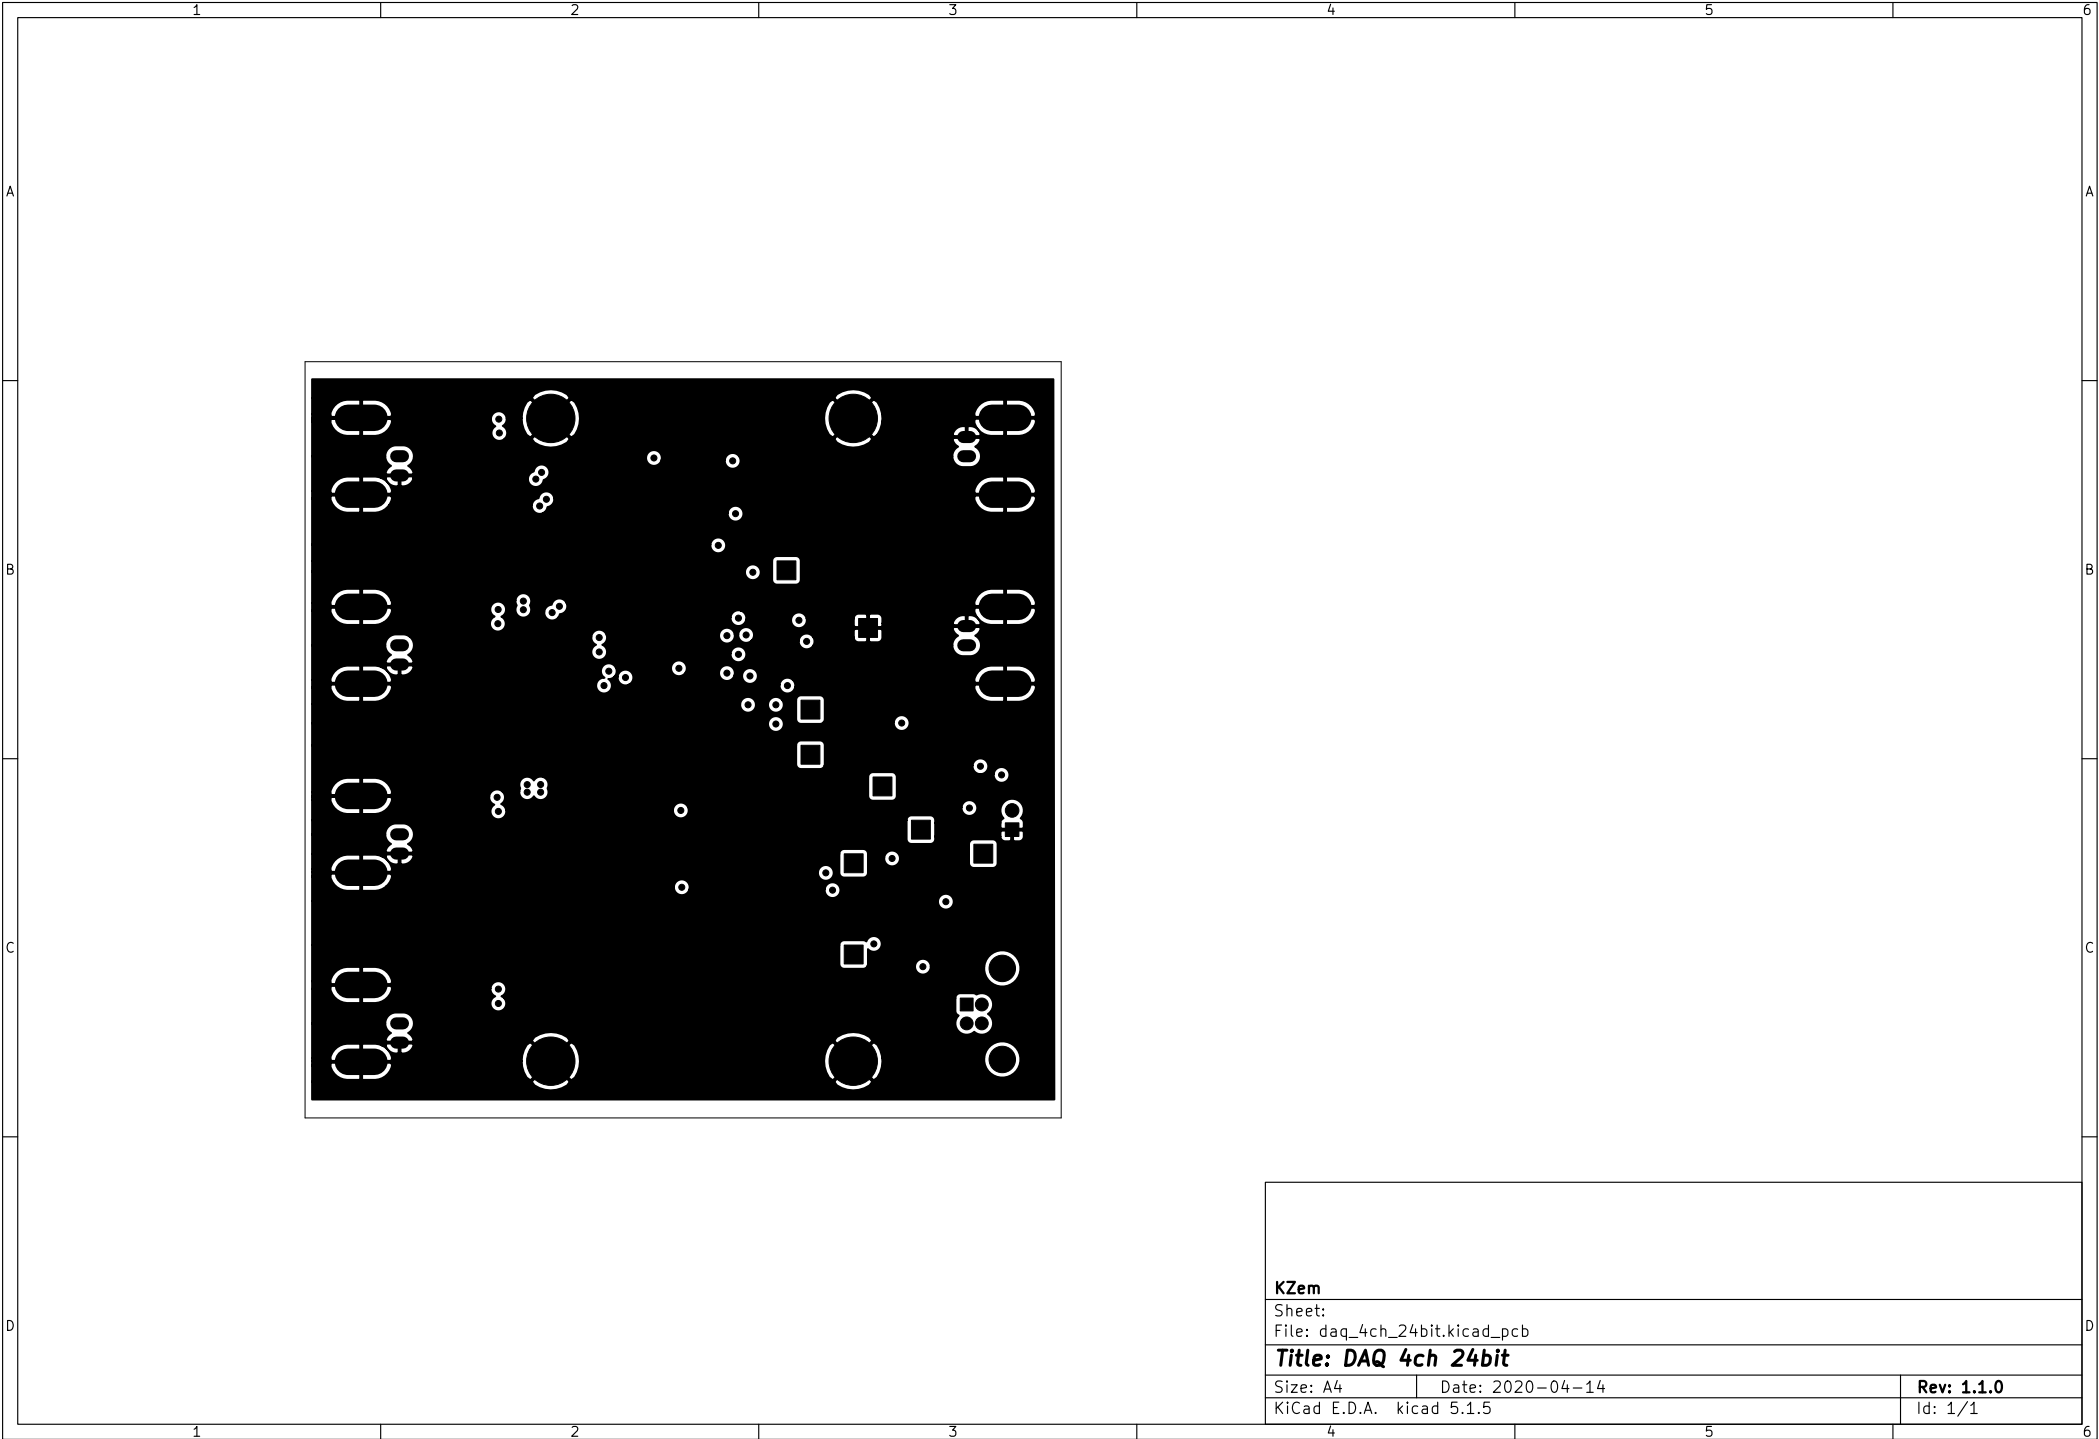 1 2 3 4 5 6
A A
B B
C C
D D
KZem
Sheet:
File: daq_4ch_24bit.kicad_pcb
Title: DAQ 4ch 24bit
Size: A4 Date: 2020-04-14 Rev: 1.1.0
KiCad E.D.A. kicad 5.1.5 Id: 1/1
1 2 3 4 5 6